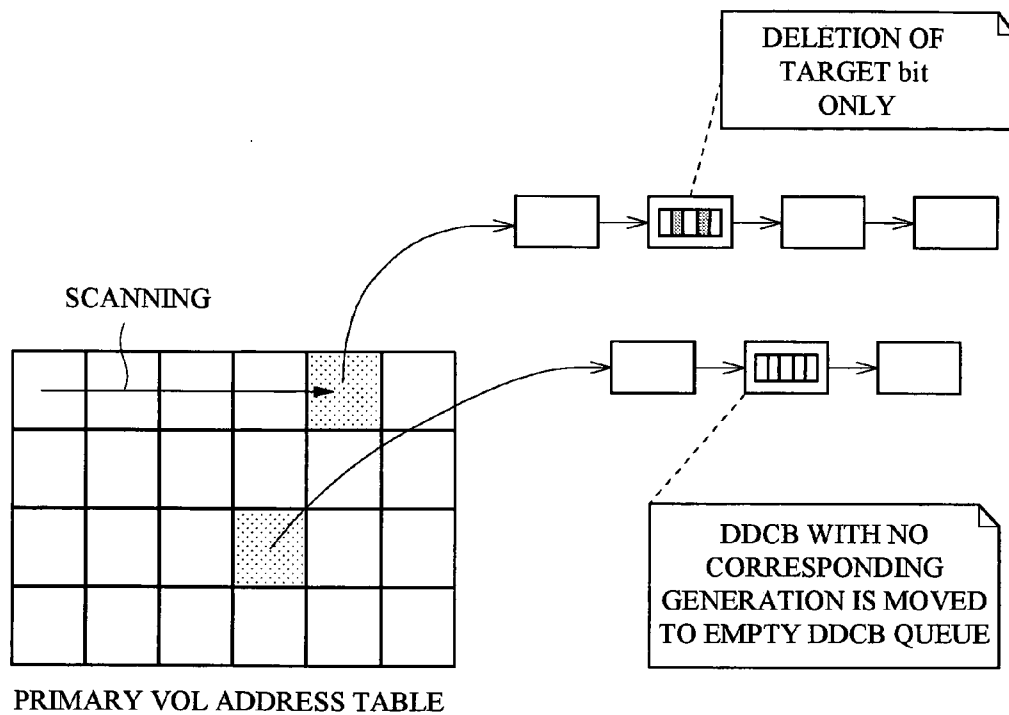 DELETION OF
TARGET bit
ONLY
SCANNING
DDCB WITH NO
CORRESPONDING
GENERATION IS MOVED
TO EMPTY DDCB QUEUE
PRIMARY VOL ADDRESS TABLE